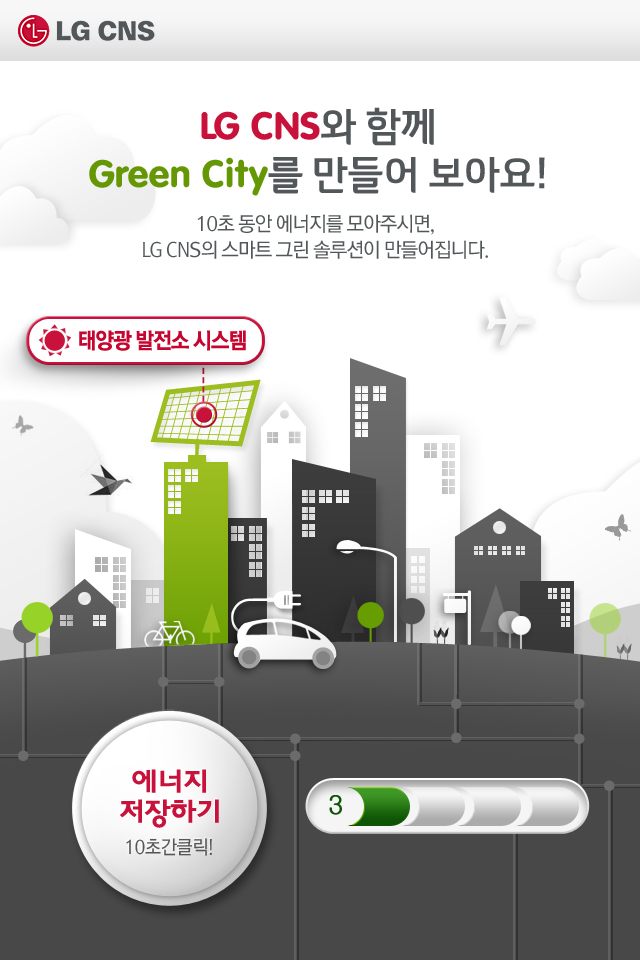 LG CNS
LG CNS와 함께
Green City를 만들어 보아요!
10초 동안 에너지를 모아주시면,
LG CNS의 스마트 그린 솔루션이 만들어집니다.
태양광 발전소 시스템
에너지
저장하기
10초간클릭!
3